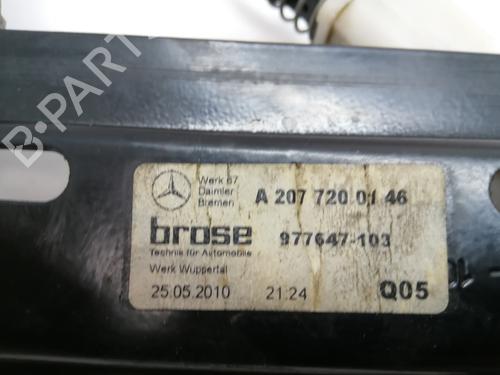 B-PARTS
Werk 67
Daimler
Bremen
A 207 720 01 46
brose
Technik für Automobile
977647-103
Werk Wuppertal
25.05.2010 21:24 Q05